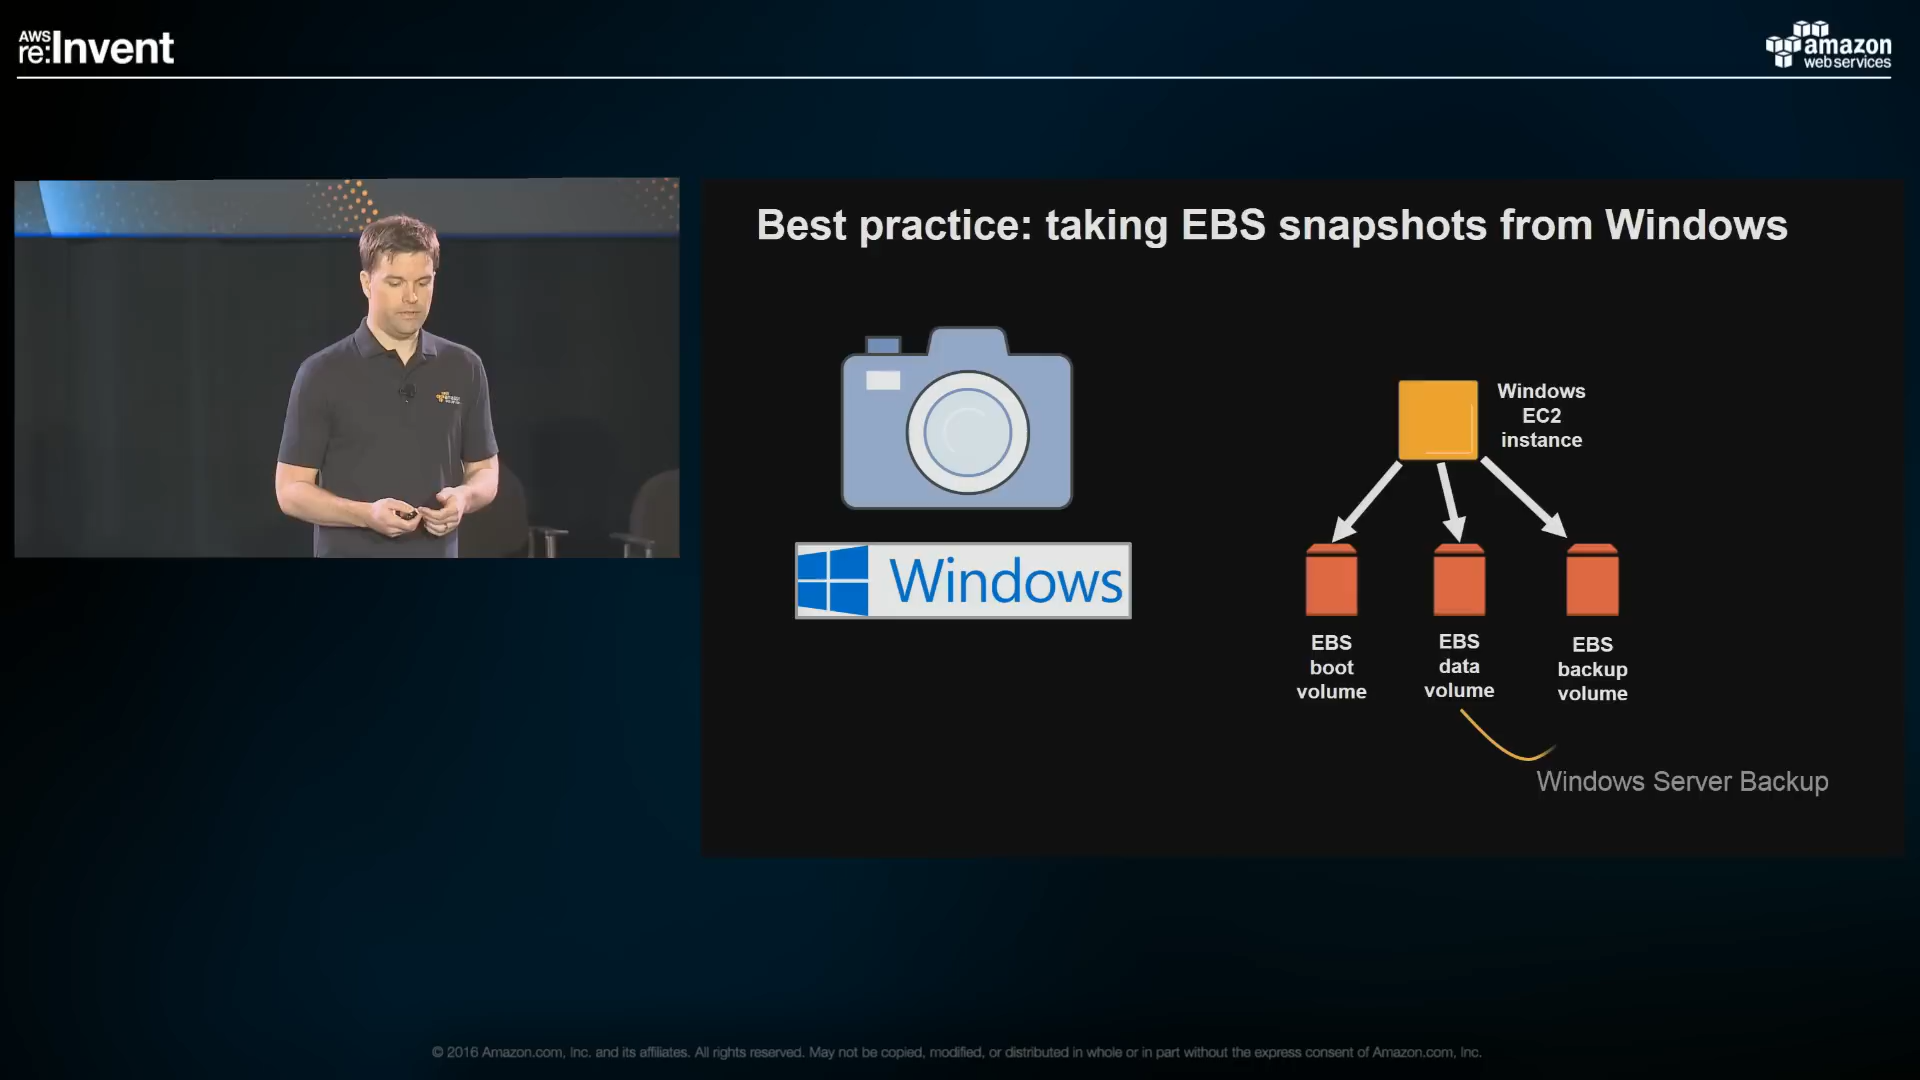 AWS
re:Invent
amazon
web services
Best practice: taking EBS snapshots from Windows
Windows
EC2
instance
Windows
EBS
boot
volume
EBS
data
volume
EBS
backup
volume
Windows Server Backup
© 2016 Amazon.com, Inc. and its affiliates. All rights reserved. May not be copied, modified, or distributed in whole or in part without the express consent of Amazon.com, Inc.